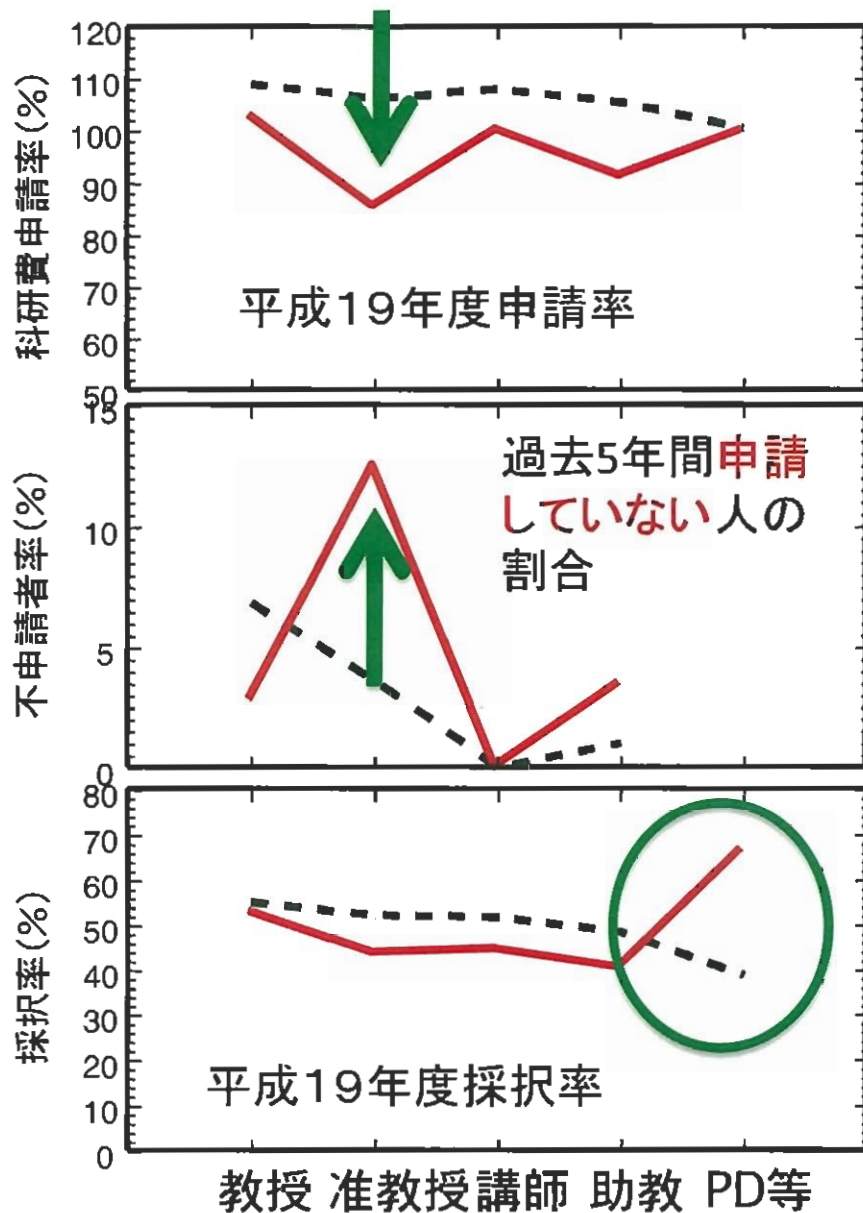 科研費申請率(%)
120
110
100
90
80
70
60
50
平成19年度申請率
不申請者率(%)
15
10
5
0
過去5年間申請
していない人の
割合
採択率(%)
80
70
60
50
40
30
20
10
0
平成19年度採択率
教授 准教授 講師 助教 PD等